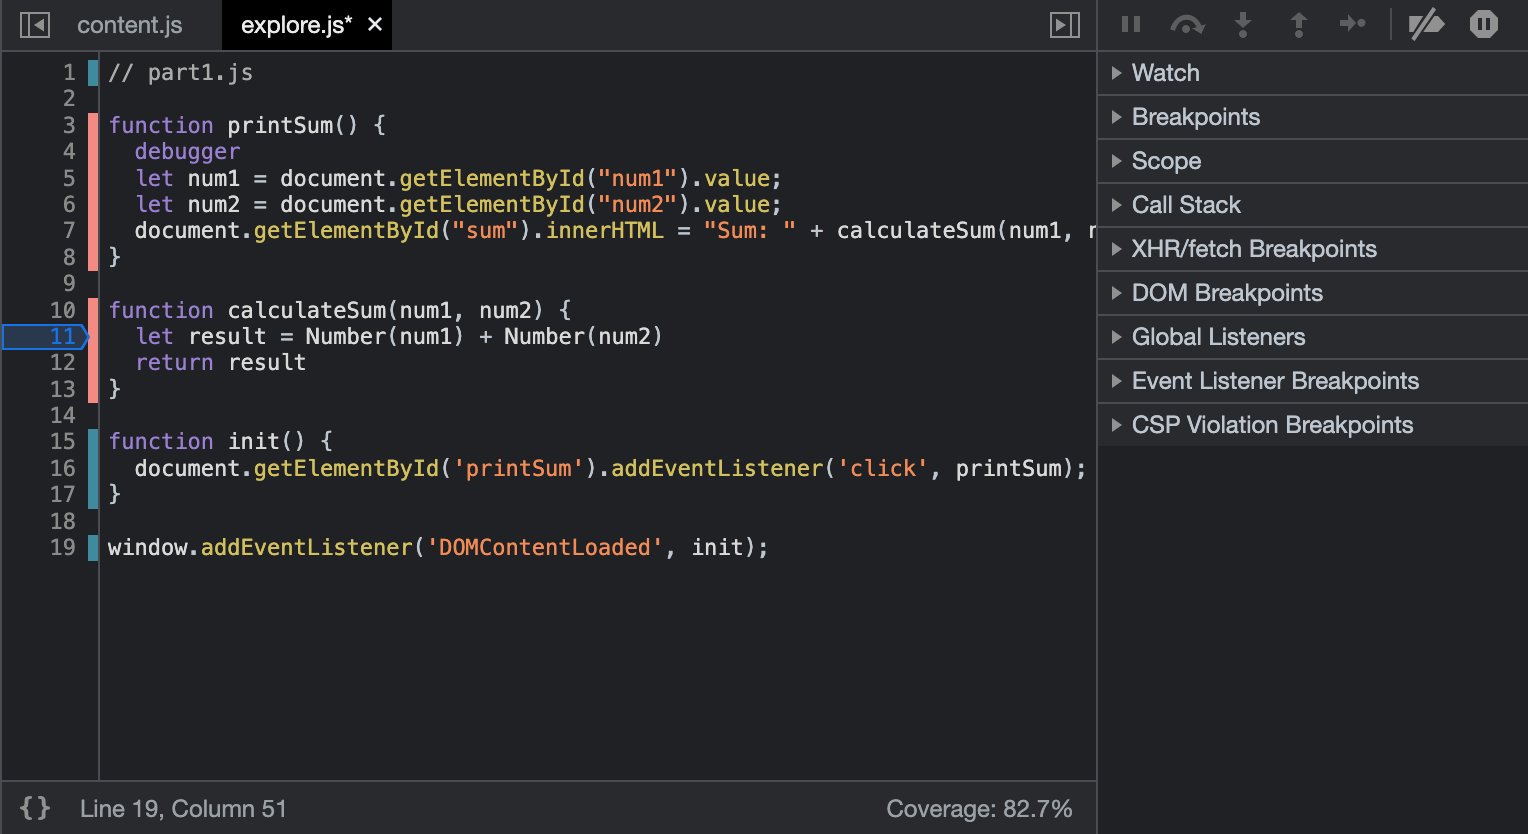 content.js
explore.js* ×
1 // part1.js
2
3 function printSum() {
4 debugger
5 let num1 = document.getElementById("num1").value;
6 let num2 = document.getElementById("num2").value;
7 document.getElementById("sum").innerHTML = "Sum: " + calculateSum(num1,
8 }
9
10 function calculateSum(num1, num2) {
11 let result = Number(num1) + Number(num2)
12 return result
13 }
14
15 function init() {
16 document.getElementById('printSum').addEventListener('click', printSum);
17 }
18
19 window.addEventListener('DOMContentLoaded', init);
{} Line 19, Column 51
Coverage: 82.7%
Watch
Breakpoints
Scope
Call Stack
XHR/fetch Breakpoints
DOM Breakpoints
Global Listeners
Event Listener Breakpoints
CSP Violation Breakpoints